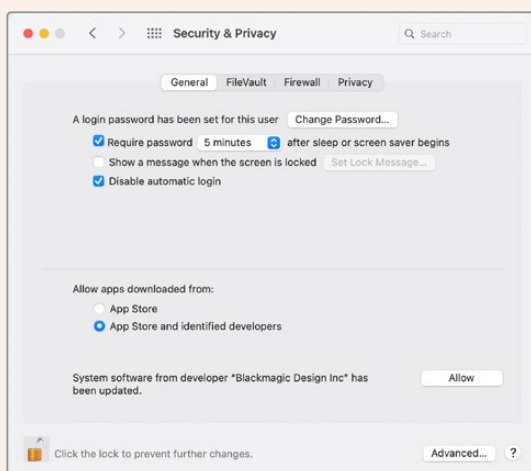 Security & Privacy
Search
General FileVault Firewall Privacy
A login password has been set for this user Change Password...
Require password 5 minutes after sleep or screen saver begins
Show a message when the screen is locked Set Lock Message...
Disable automatic login
Allow apps downloaded from:
App Store
App Store and identified developers
System software from developer “Blackmagic Design Inc” has Allow
been updated.
Click the lock to prevent further changes. Advanced... ?